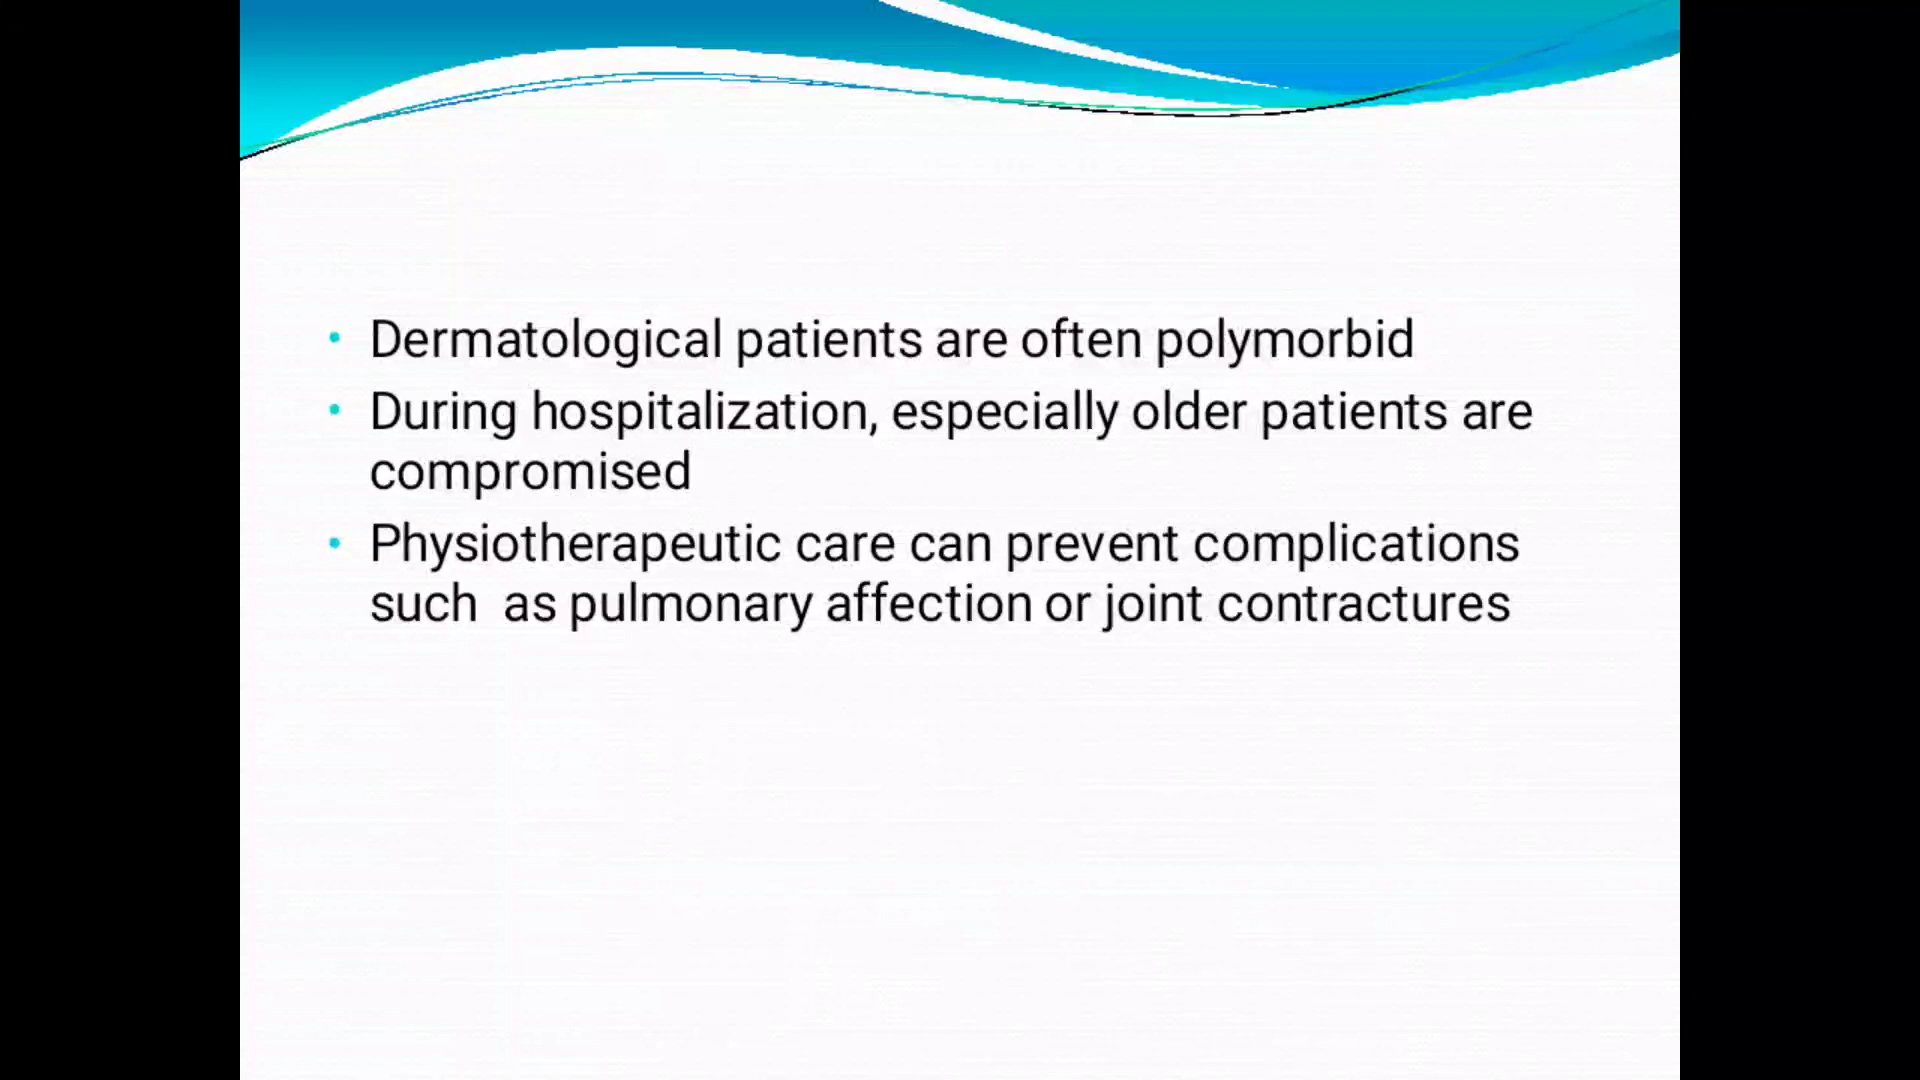 • Dermatological patients are often polymorbid
• During hospitalization, especially older patients are
compromised
• Physiotherapeutic care can prevent complications
such  as pulmonary affection or joint contractures